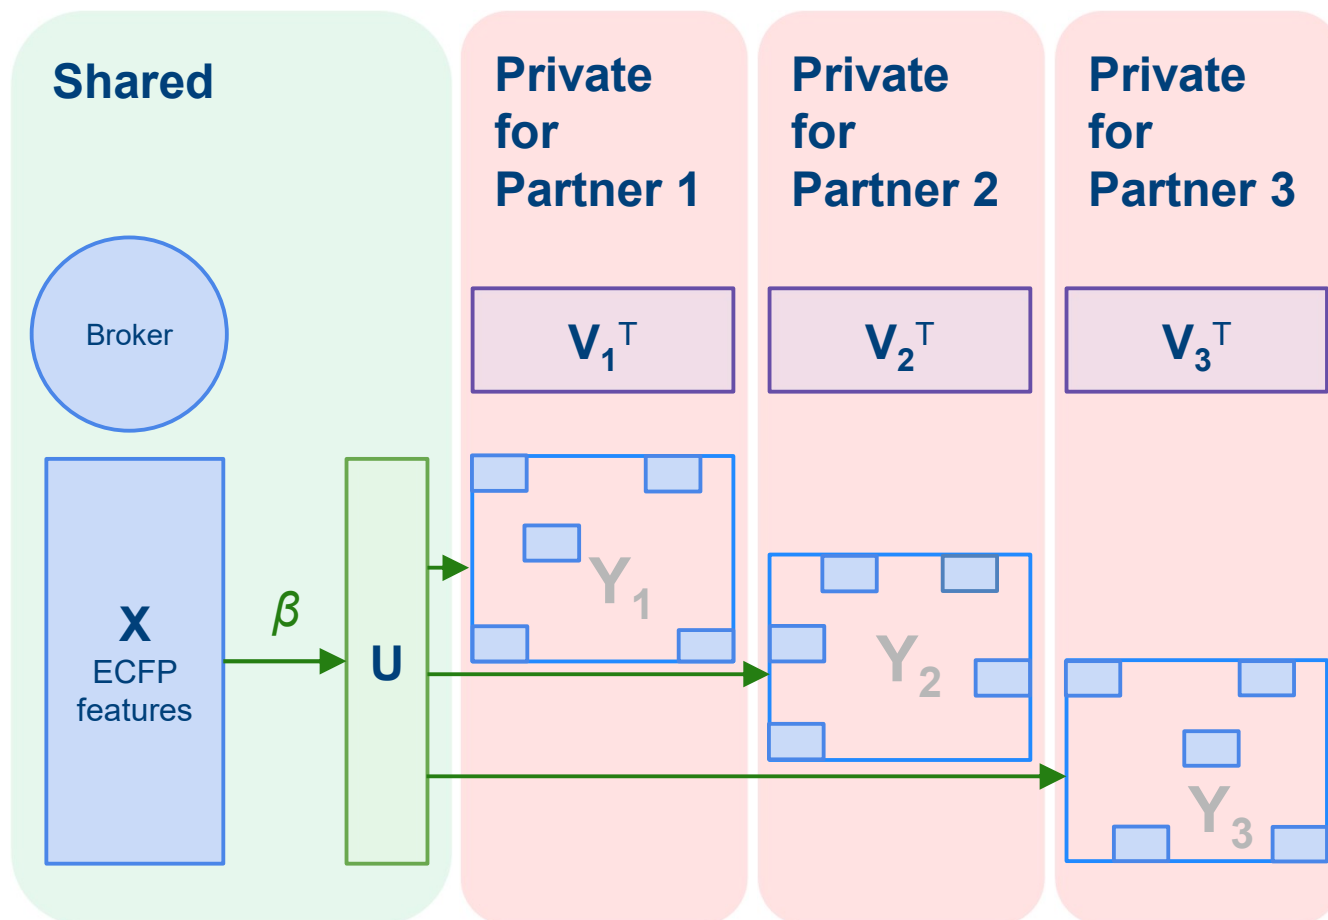 Shared
Private
for
Partner 1
Private
for
Partner 2
Private
for
Partner 3
Broker
V₁ᵀ
V₂ᵀ
V₃ᵀ
X
ECFP
features
β
U
Y₁
Y₂
Y₃